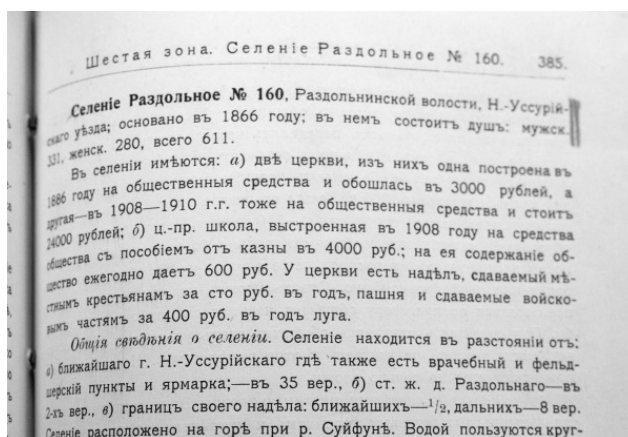 Шестая зона. Селеніе Раздольное № 160. 385.
Селеніе Раздольное № 160, Раздольнинской волости, Н.-Уссурій-
скаго уѣзда; основано въ 1866 году; въ немъ состоитъ душъ: мужск.
331, женск. 280, всего 611.
Въ селеніи имѣются: а) двѣ церкви, изъ нихъ одна построена въ
1886 году на общественныя средства и обошлась въ 3000 рублей, а
другая—въ 1908—1910 г.г. тоже на общественныя средства и стоитъ
24000 рублей; б) ц.-пр. школа, выстроенная въ 1908 году на средства
общества съ пособіемъ отъ казны въ 4000 руб.; на ея содержаніе об-
щество ежегодно даетъ 600 руб. У церкви есть надѣлъ, сдаваемый мѣ-
стнымъ крестьянамъ за сто руб. въ годъ, пашня и сдаваемые войско-
вымъ частямъ за 400 руб. въ годъ луга.
Общія свѣдѣнія о селеніи. Селеніе находится въ разстояніи отъ:
а) ближайшаго г. Н.-Уссурійскаго гдѣ также есть врачебный и фельд-
шерскій пункты и ярмарка;—въ 35 вер., б) ст. ж. д. Раздольнаго—въ
2-хъ вер., в) границъ своего надѣла: ближайшихъ—1/2, дальнихъ—8 вер.
Селеніе расположено на горѣ при р. Суйфунѣ. Водой пользуются круг-